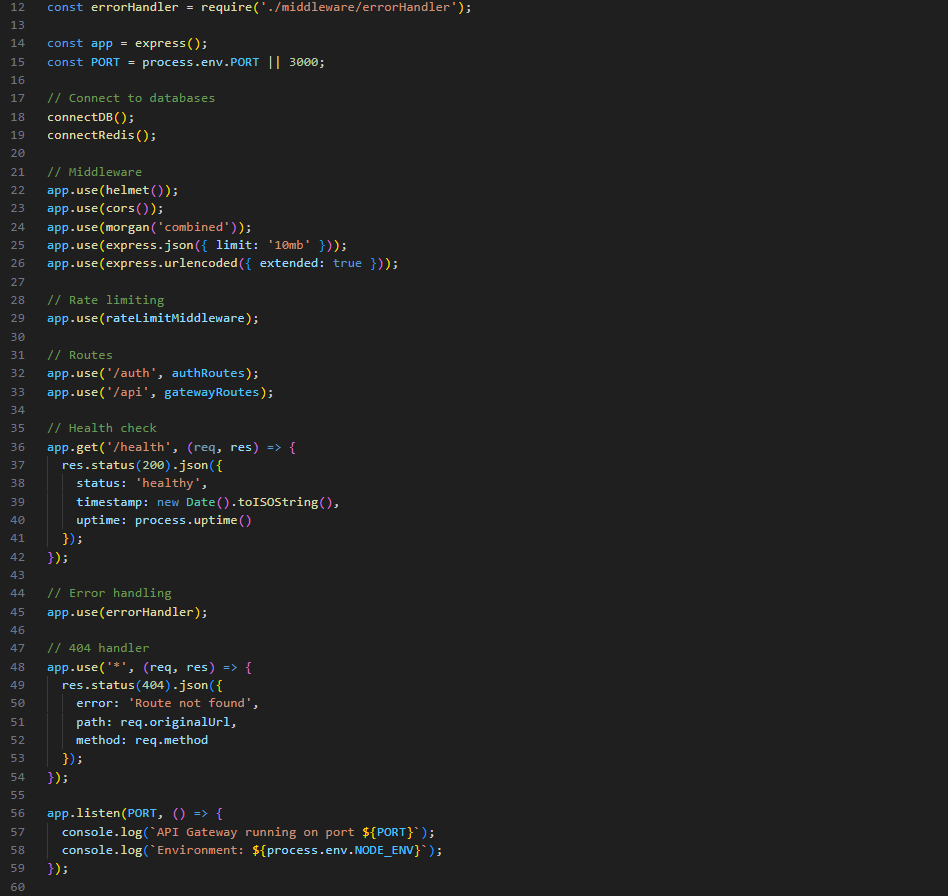 12 const errorHandler = require('./middleware/errorHandler');
13
14 const app = express();
15 const PORT = process.env.PORT || 3000;
16
17 // Connect to databases
18 connectDB();
19 connectRedis();
20
21 // Middleware
22 app.use(helmet());
23 app.use(cors());
24 app.use(morgan('combined'));
25 app.use(express.json({ limit: '10mb' }));
26 app.use(express.urlencoded({ extended: true }));
27
28 // Rate limiting
29 app.use(rateLimitMiddleware);
30
31 // Routes
32 app.use('/auth', authRoutes);
33 app.use('/api', gatewayRoutes);
34
35 // Health check
36 app.get('/health', (req, res) => {
37   res.status(200).json({
38     status: 'healthy',
39     timestamp: new Date().toISOString(),
40     uptime: process.uptime()
41   });
42 });
43
44 // Error handling
45 app.use(errorHandler);
46
47 // 404 handler
48 app.use('*', (req, res) => {
49   res.status(404).json({
50     error: 'Route not found',
51     path: req.originalUrl,
52     method: req.method
53   });
54 });
55
56 app.listen(PORT, () => {
57   console.log(`API Gateway running on port ${PORT}`);
58   console.log(`Environment: ${process.env.NODE_ENV}`);
59 });
60